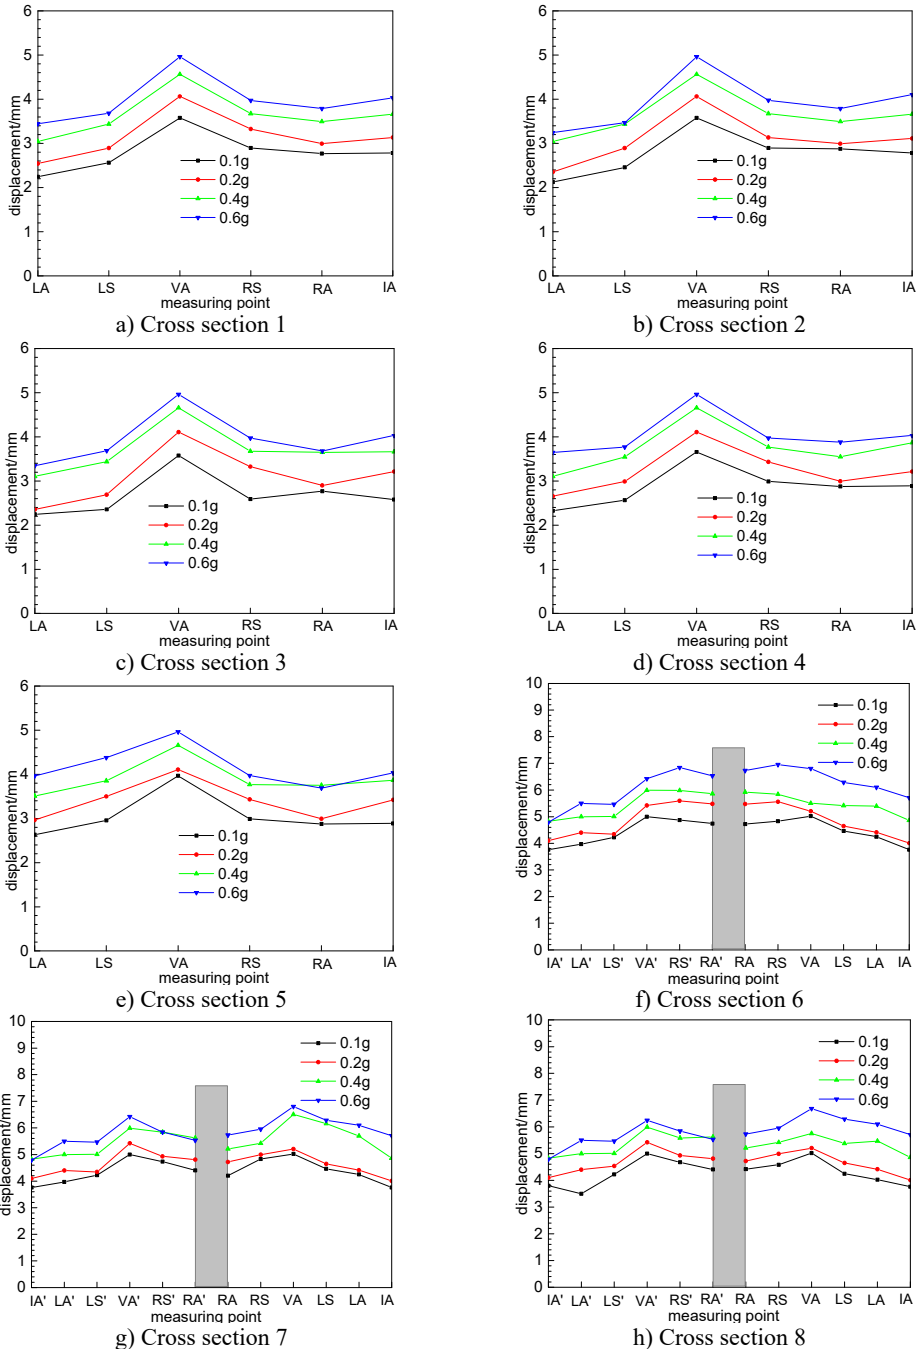 6
5
4
3
2
1
0
displacement/mm
0.1g
0.2g
0.4g
0.6g
LA LS VA RS RA IA
measuring point
a) Cross section 1
6
5
4
3
2
1
0
displacement/mm
0.1g
0.2g
0.4g
0.6g
LA LS VA RS RA IA
measuring point
b) Cross section 2
6
5
4
3
2
1
0
displacement/mm
0.1g
0.2g
0.4g
0.6g
LA LS VA RS RA IA
measuring point
c) Cross section 3
6
5
4
3
2
1
0
displacement/mm
0.1g
0.2g
0.4g
0.6g
LA LS VA RS RA IA
measuring point
d) Cross section 4
6
5
4
3
2
1
0
displacement/mm
0.1g
0.2g
0.4g
0.6g
LA LS VA RS RA IA
measuring point
e) Cross section 5
10
9
8
7
6
5
4
3
2
1
0
displacement/mm
0.1g
0.2g
0.4g
0.6g
IA' LA' LS' VA' RS' RA' RA RS VA LS LA IA
measuring point
f) Cross section 6
10
9
8
7
6
5
4
3
2
1
0
displacement/mm
0.1g
0.2g
0.4g
0.6g
IA' LA' LS' VA' RS' RA' RA RS VA LS LA IA
measuring point
g) Cross section 7
10
9
8
7
6
5
4
3
2
1
0
displacement/mm
0.1g
0.2g
0.4g
0.6g
IA' LA' LS' VA' RS' RA' RA RS VA LS LA IA
measuring point
h) Cross section 8